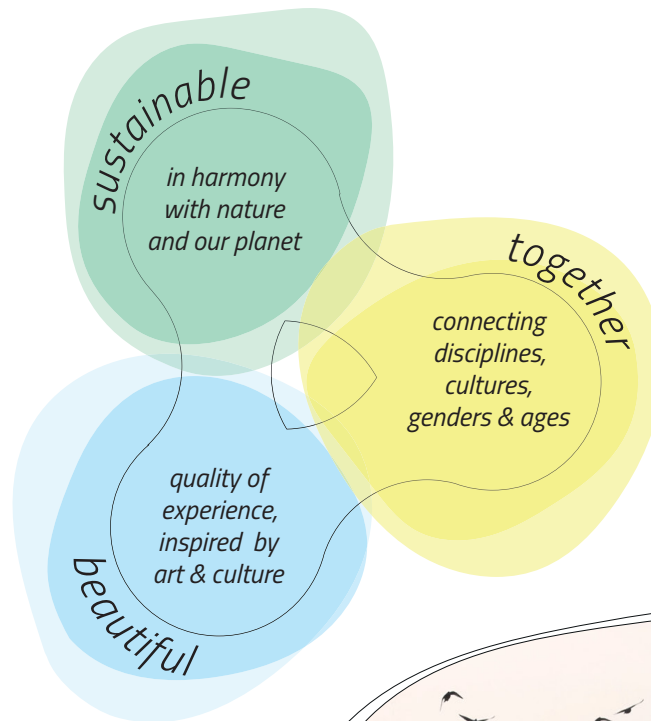 sustainable
in harmony
with nature
and our planet
together
connecting
disciplines,
cultures,
genders & ages
quality of
experience,
inspired by
art & culture
beautiful